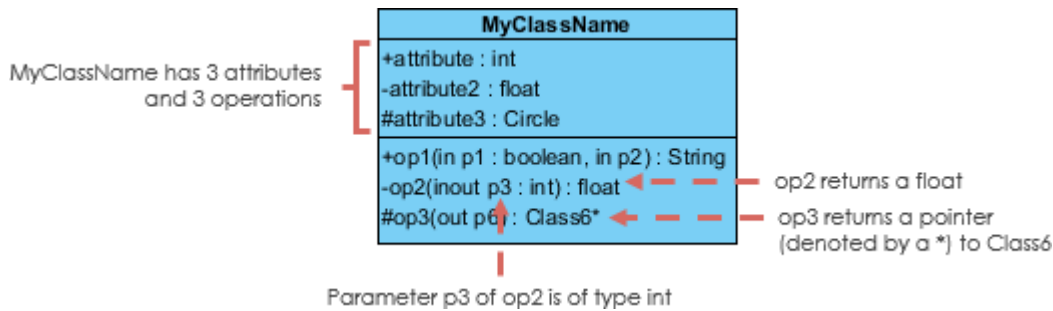 MyClassName
+attribute : int
-attribute2 : float
#attribute3 : Circle
+op1(in p1 : boolean, in p2) : String
-op2(inout p3 : int) : float
#op3(out p6) : Class6*
MyClassName has 3 attributes
and 3 operations
op2 returns a float
op3 returns a pointer
(denoted by a *) to Class6
Parameter p3 of op2 is of type int